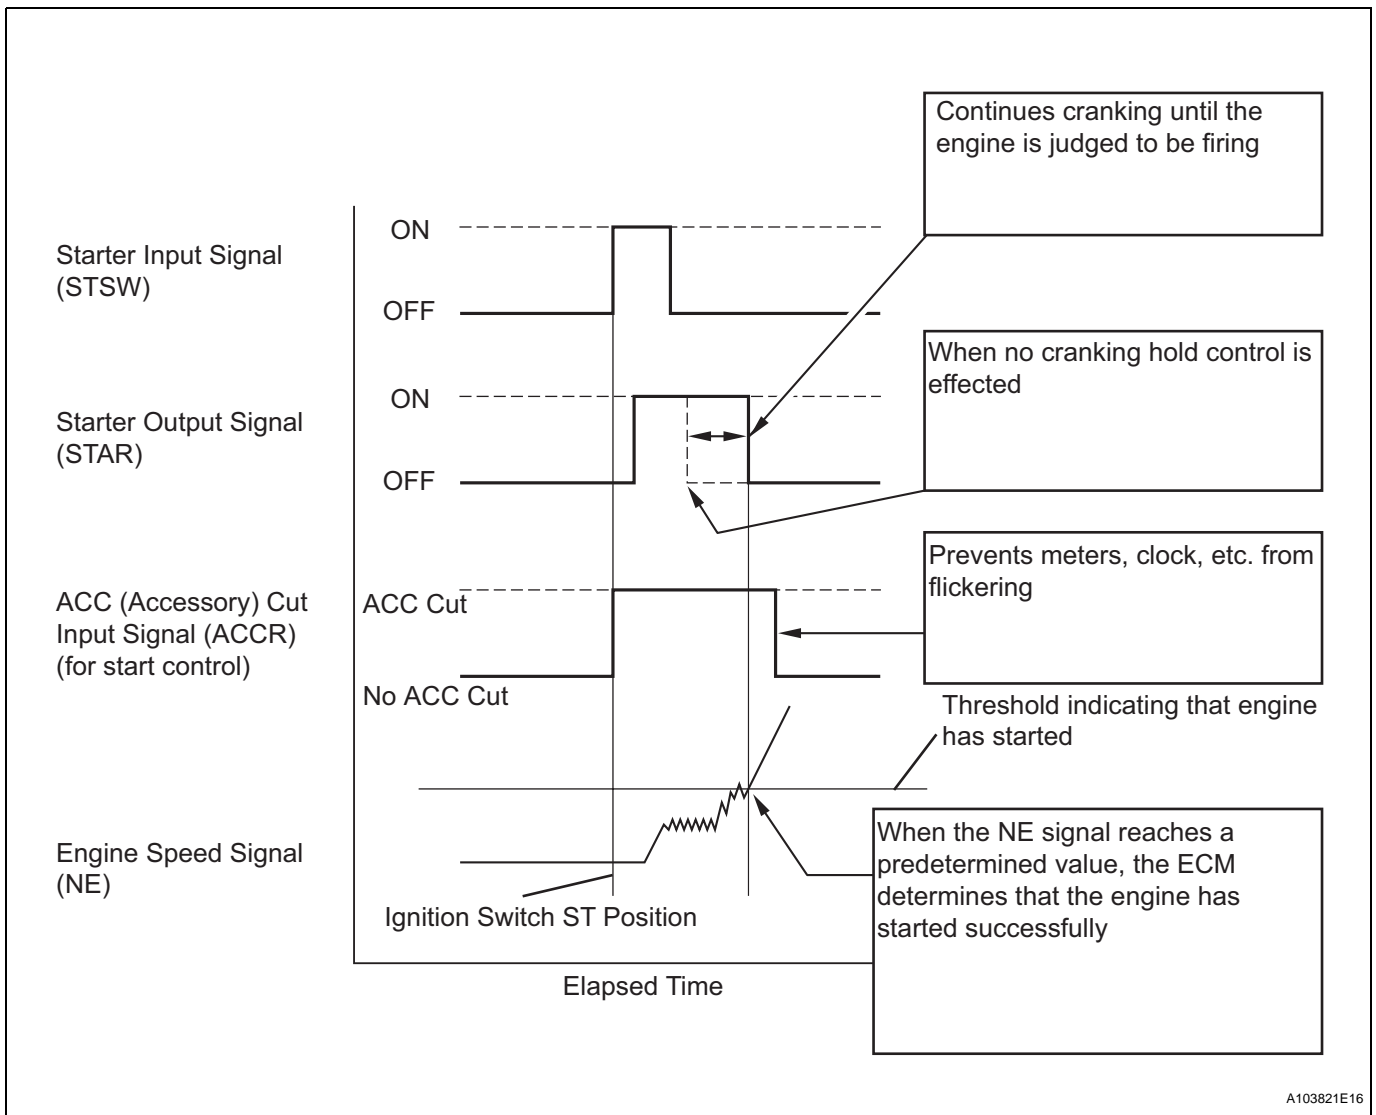 Continues cranking until the
engine is judged to be firing
ON
Starter Input Signal
(STSW)
OFF
When no cranking hold control is
effected
ON
Starter Output Signal
(STAR)
OFF
Prevents meters, clock, etc. from
flickering
ACC (Accessory) Cut
Input Signal (ACCR)
(for start control)
ACC Cut
No ACC Cut
Threshold indicating that engine
has started
When the NE signal reaches a
predetermined value, the ECM
determines that the engine has
started successfully
Engine Speed Signal
(NE)
Ignition Switch ST Position
Elapsed Time
A103821E16